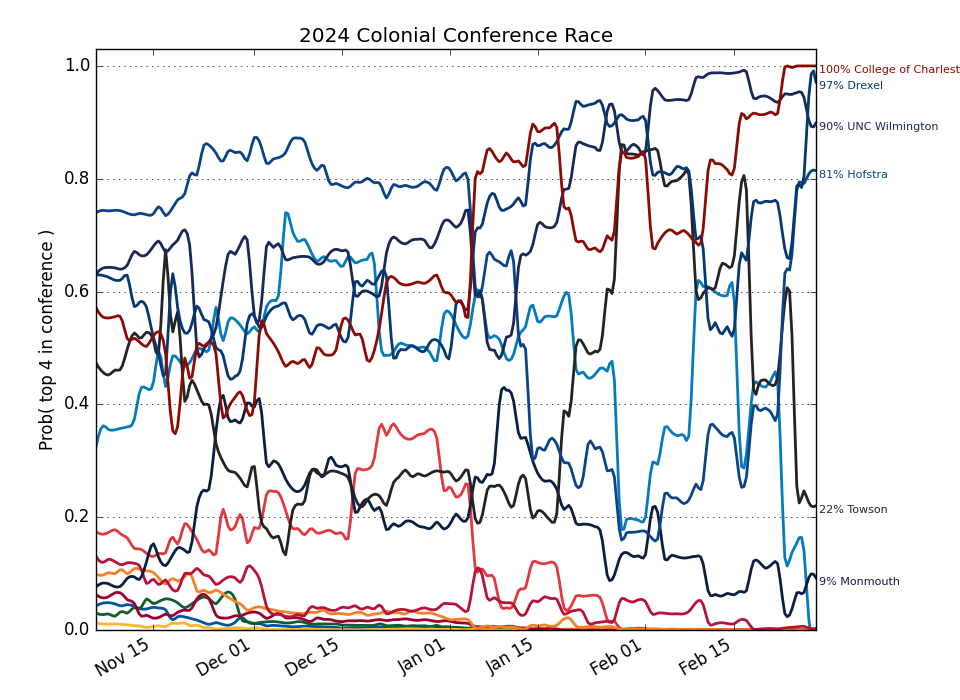 2024 Colonial Conference Race
Prob( top 4 in conference )
1.0
0.8
0.6
0.4
0.2
0.0
Nov 15
Dec 01
Dec 15
Jan 01
Jan 15
Feb 01
Feb 15
100% College of Charlest
97% Drexel
90% UNC Wilmington
81% Hofstra
22% Towson
9% Monmouth